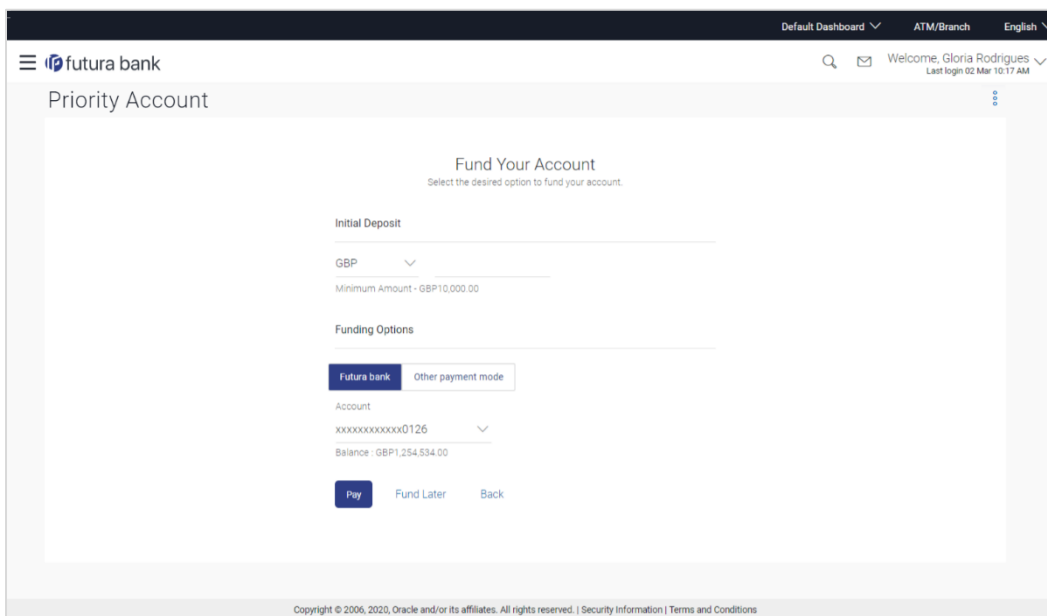 Default Dashboard ATM/Branch English
futura bank Welcome, Gloria Rodrigues
Last login 02 Mar 10:17 AM
Priority Account
Fund Your Account
Select the desired option to fund your account.
Initial Deposit
GBP
Minimum Amount - GBP10,000.00
Funding Options
Futura bank Other payment mode
Account
xxxxxxxxxxxx0126
Balance : GBP1,254,534.00
Pay Fund Later Back
Copyright © 2006, 2020, Oracle and/or its affiliates. All rights reserved. | Security Information | Terms and Conditions